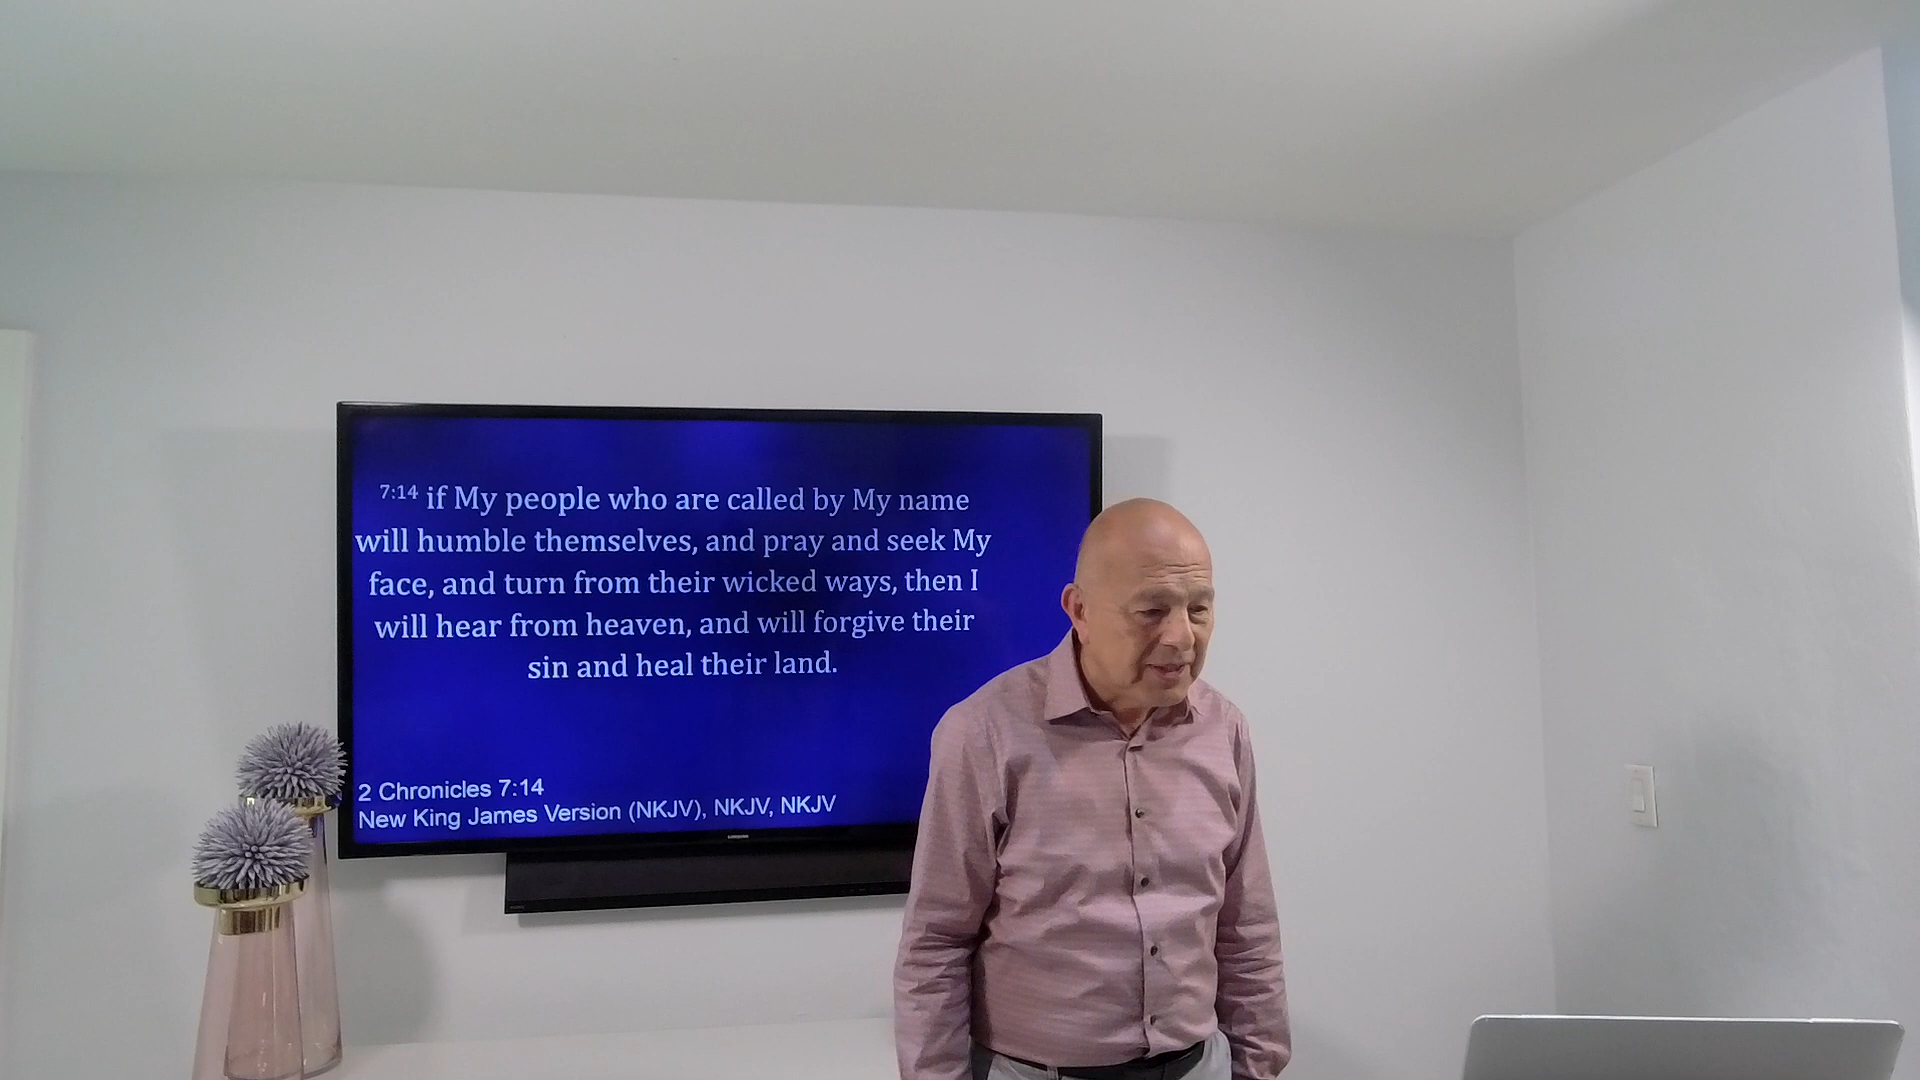 7:14 if My people who are called by My name
will humble themselves, and pray and seek My
face, and turn from their wicked ways, then I
will hear from heaven, and will forgive their
sin and heal their land.
2 Chronicles 7:14
New King James Version (NKJV), NKJV, NKJV